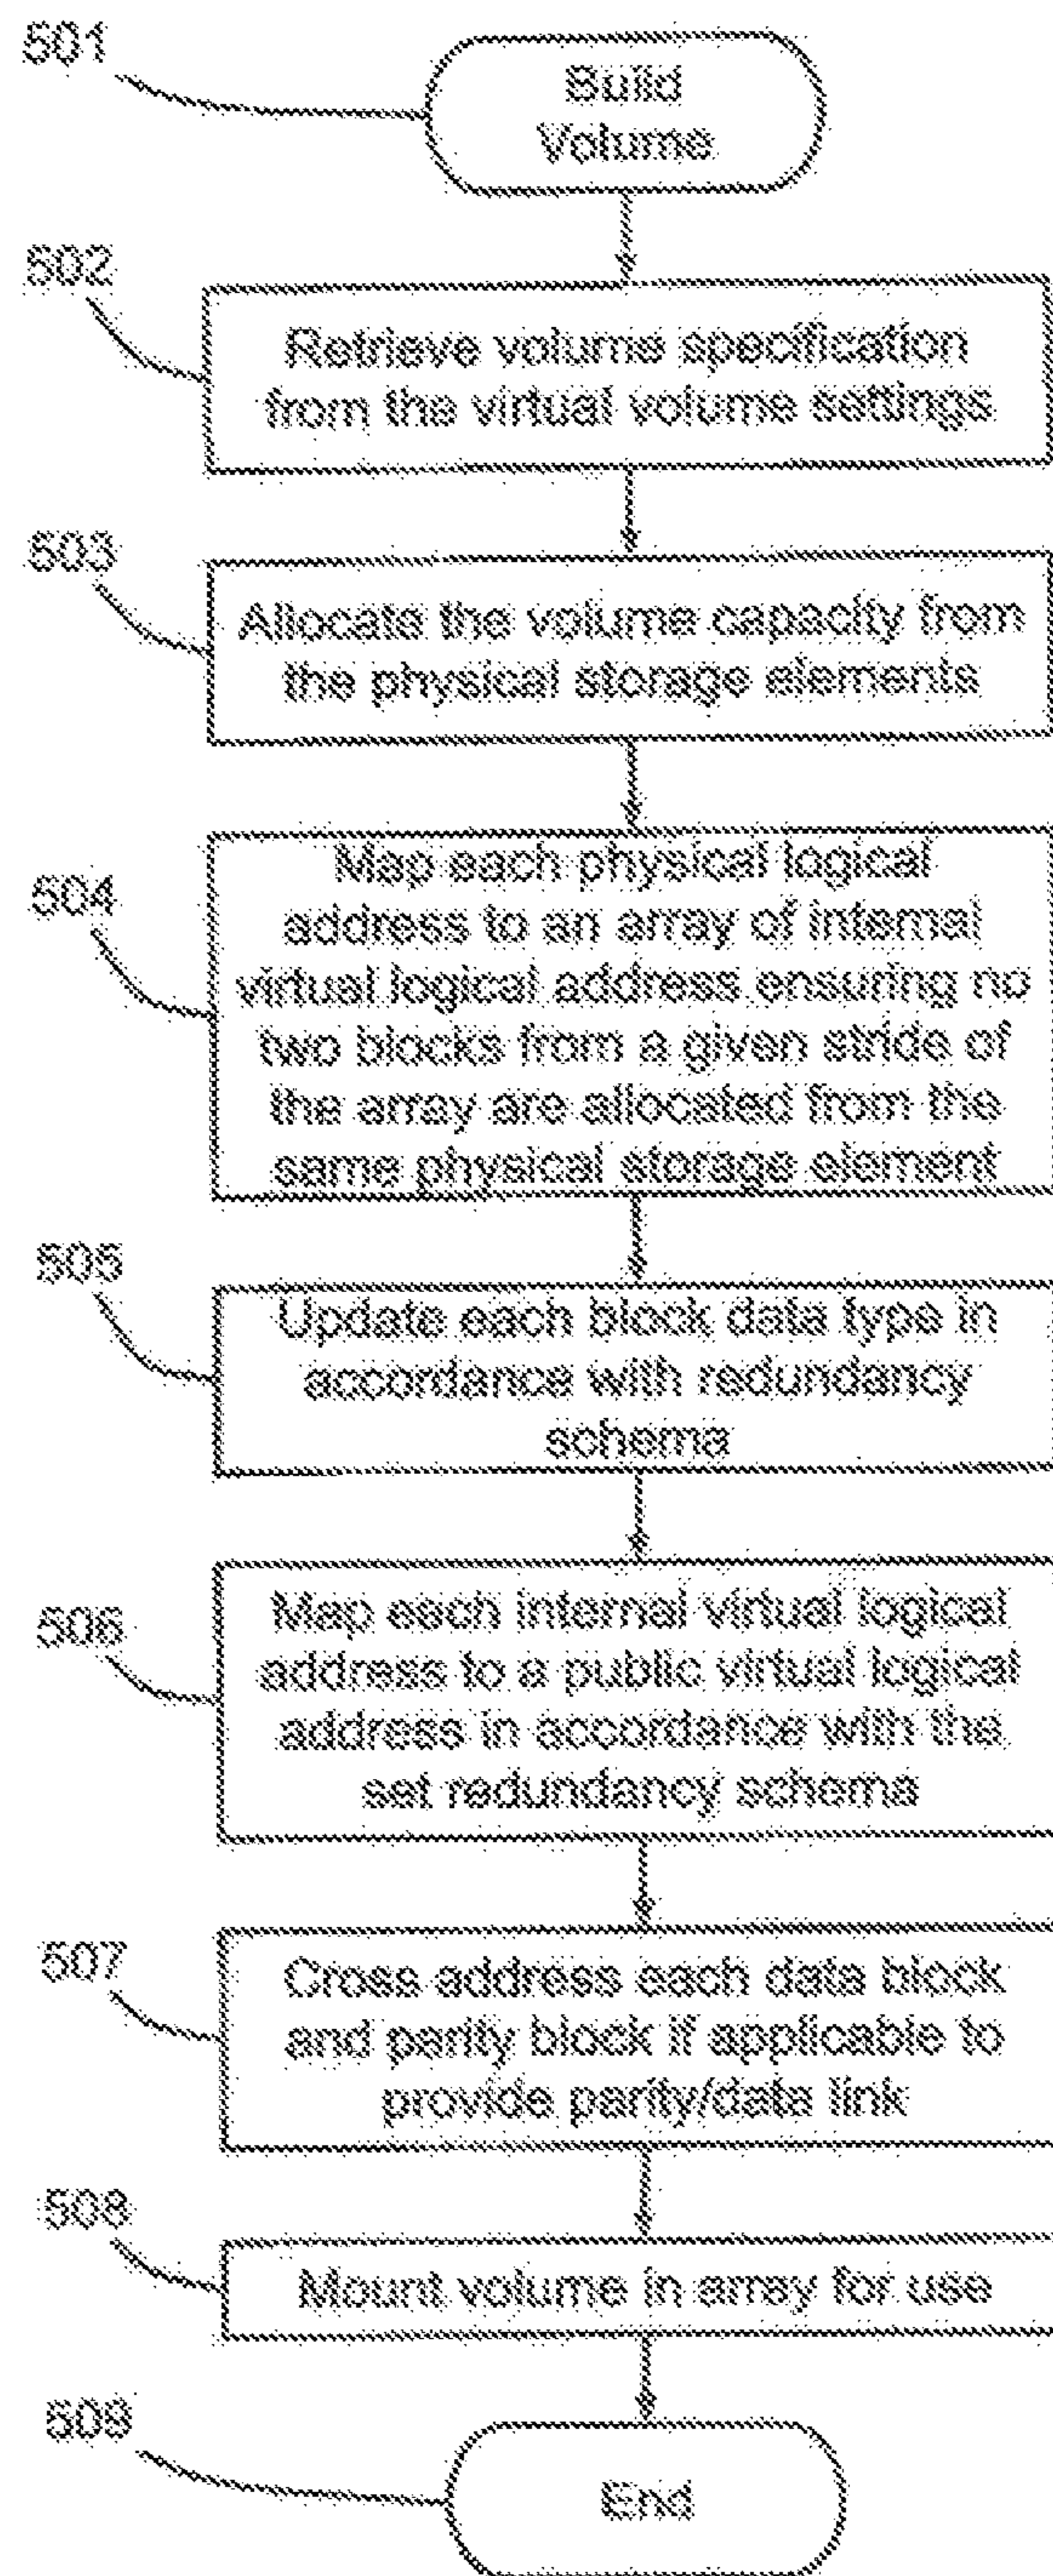 501
Build
Volume
502
Retrieve volume specification
from the virtual volume settings
503
Allocate the volume capacity from
the physical storage elements
504
Map each physical logical
address to an array of internal
virtual logical address ensuring no
two blocks from a given stride of
the array are allocated from the
same physical storage element
505
Update each block data type in
accordance with redundancy
schema
506
Map each internal virtual logical
address to a public virtual logical
address in accordance with the
set redundancy schema
507
Cross address each data block
and parity block if applicable to
provide parity/data link
508
Mount volume in array for use
509
End